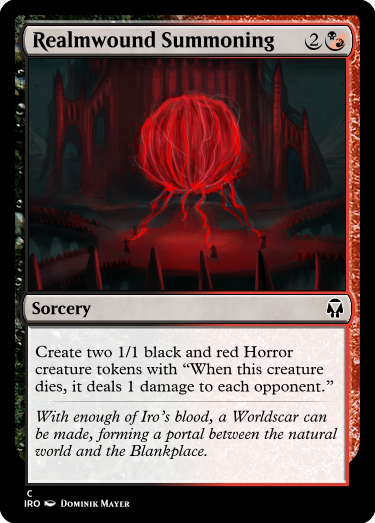 Realmwound Summoning 2
Sorcery
Create two 1/1 black and red Horror
creature tokens with “When this creature
dies, it deals 1 damage to each opponent.”
With enough of Iro's blood, a Worldscar can
be made, forming a portal between the natural
world and the Blankplace.
C
IRO Dominik Mayer